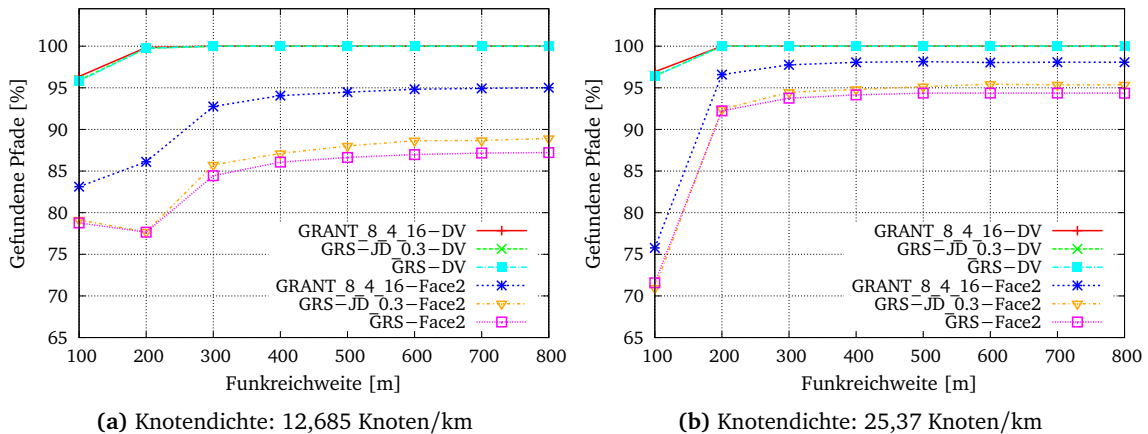 Gefundene Pfade [%]
100
95
90
85
80
75
70
65
GRANT_8_4_16-DV
GRS-JD_0.3-DV
GRS-DV
GRANT_8_4_16-Face2
GRS-JD_0.3-Face2
GRS-Face2
100 200 300 400 500 600 700 800
Funkreichweite [m]
(a) Knotendichte: 12,685 Knoten/km
Gefundene Pfade [%]
100
95
90
85
80
75
70
65
GRANT_8_4_16-DV
GRS-JD_0.3-DV
GRS-DV
GRANT_8_4_16-Face2
GRS-JD_0.3-Face2
GRS-Face2
100 200 300 400 500 600 700 800
Funkreichweite [m]
(b) Knotendichte: 25,37 Knoten/km